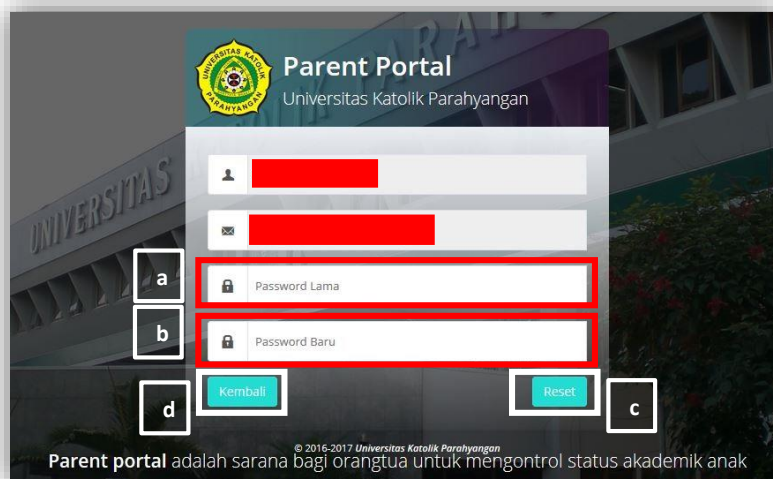 Parent Portal
Universitas Katolik Parahyangan
UNIVERSITAS KATOLIK
PARAHYANGAN
UNIVERSITAS
a
Password Lama
b
Password Baru
Kembali
Reset
d
c
© 2016-2017 Universitas Katolik Parahyangan
Parent portal adalah sarana bagi orangtua untuk mengontrol status akademik anak